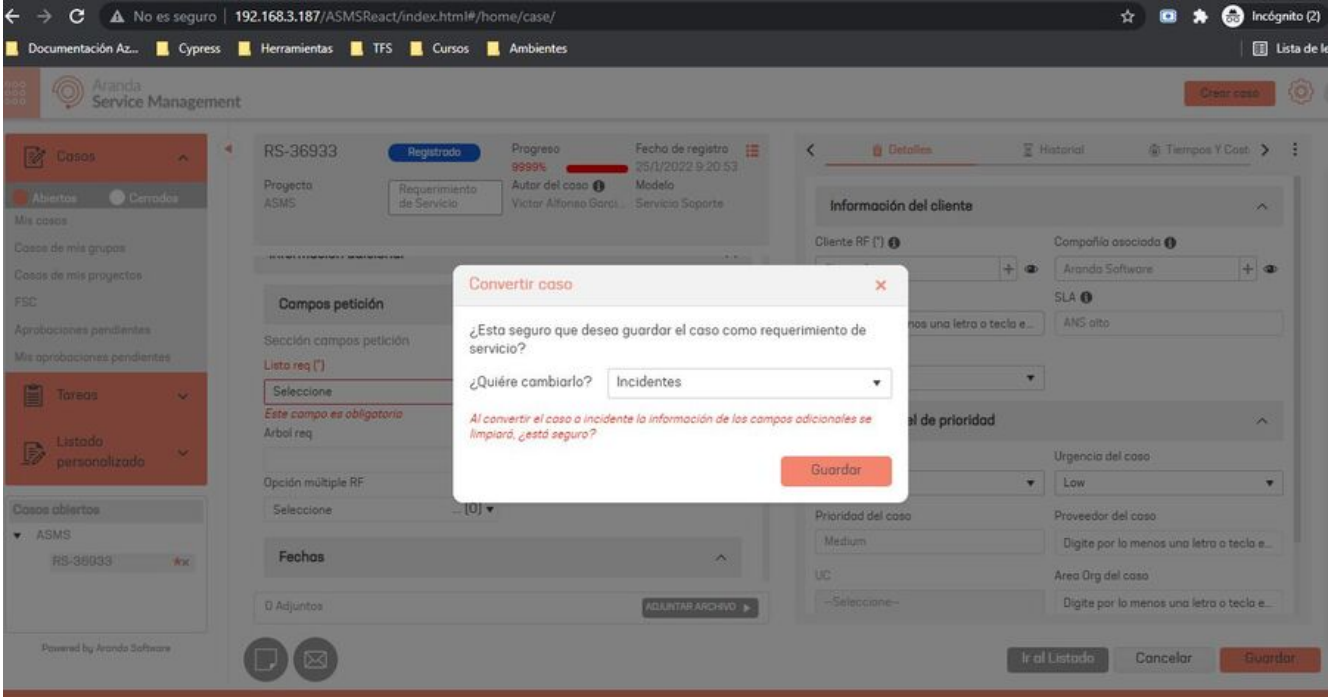 No es seguro | 192.168.3.187/ASMSReact/index.html#/home/case/
Incógnito (2)
Documentación Az...
Cypress
Herramientas
TFS
Cursos
Ambientes
Lista de le
Aranda
Service Management
Crear caso
Casos
Abiertos
Cerrados
Mis casos
Casos de mis grupos
Casos de mis proyectos
FSC
Aprobaciones pendientes
Mis aprobaciones pendientes
Tareas
Listado
personalizado
Casos abiertos
ASMS
RS-36933
Powered by Aranda Software
RS-36933
Registrado
Progreso
9999%
Fecha de registro
25/1/2022 9:20:53
Proyecto
ASMS
Requerimiento
de Servicio
Autor del caso
Victor Alfonso Garci...
Modelo
Servicio Soporte
Información adicional
Campos petición
Sección campos petición
Lista req (*)
Seleccione
Este campo es obligatorio
Arbol req
Opción múltiple RF
Seleccione
... [0]
Fechas
0 Adjuntos
ADJUNTAR ARCHIVO
Convertir caso
¿Esta seguro que desea guardar el caso como requerimiento de
servicio?
¿Quiére cambiarlo?
Incidentes
Al convertir el caso a incidente la información de los campos adicionales se
limpiará, ¿está seguro?
Guardar
Detalles
Historial
Tiempos Y Cost
Información del cliente
Cliente RF (*)
Compañía asociada
Aranda Software
SLA
nos una letra o tecla e...
ANS alto
el de prioridad
Urgencia del caso
Low
Prioridad del caso
Medium
Proveedor del caso
Digite por lo menos una letra o tecla e...
UC
--Seleccione--
Area Org del caso
Digite por lo menos una letra o tecla e...
Ir al Listado
Cancelar
Guardar